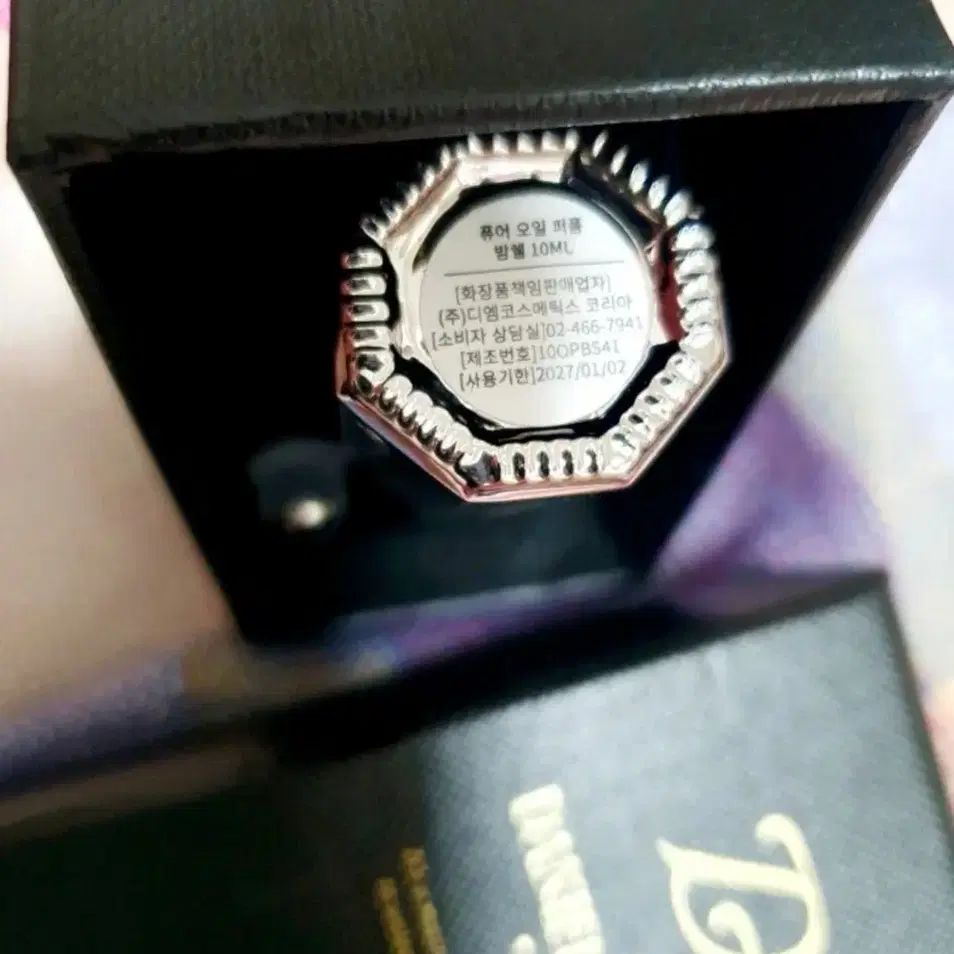 퓨어 오일 퍼퓸
밤쉘 10ML
[화장품책임판매업자]
(주)디엠코스메틱스 코리아
[소비자 상담실]02-466-7941
[제조번호]10OPBS41
[사용기한]2027/01/02
D